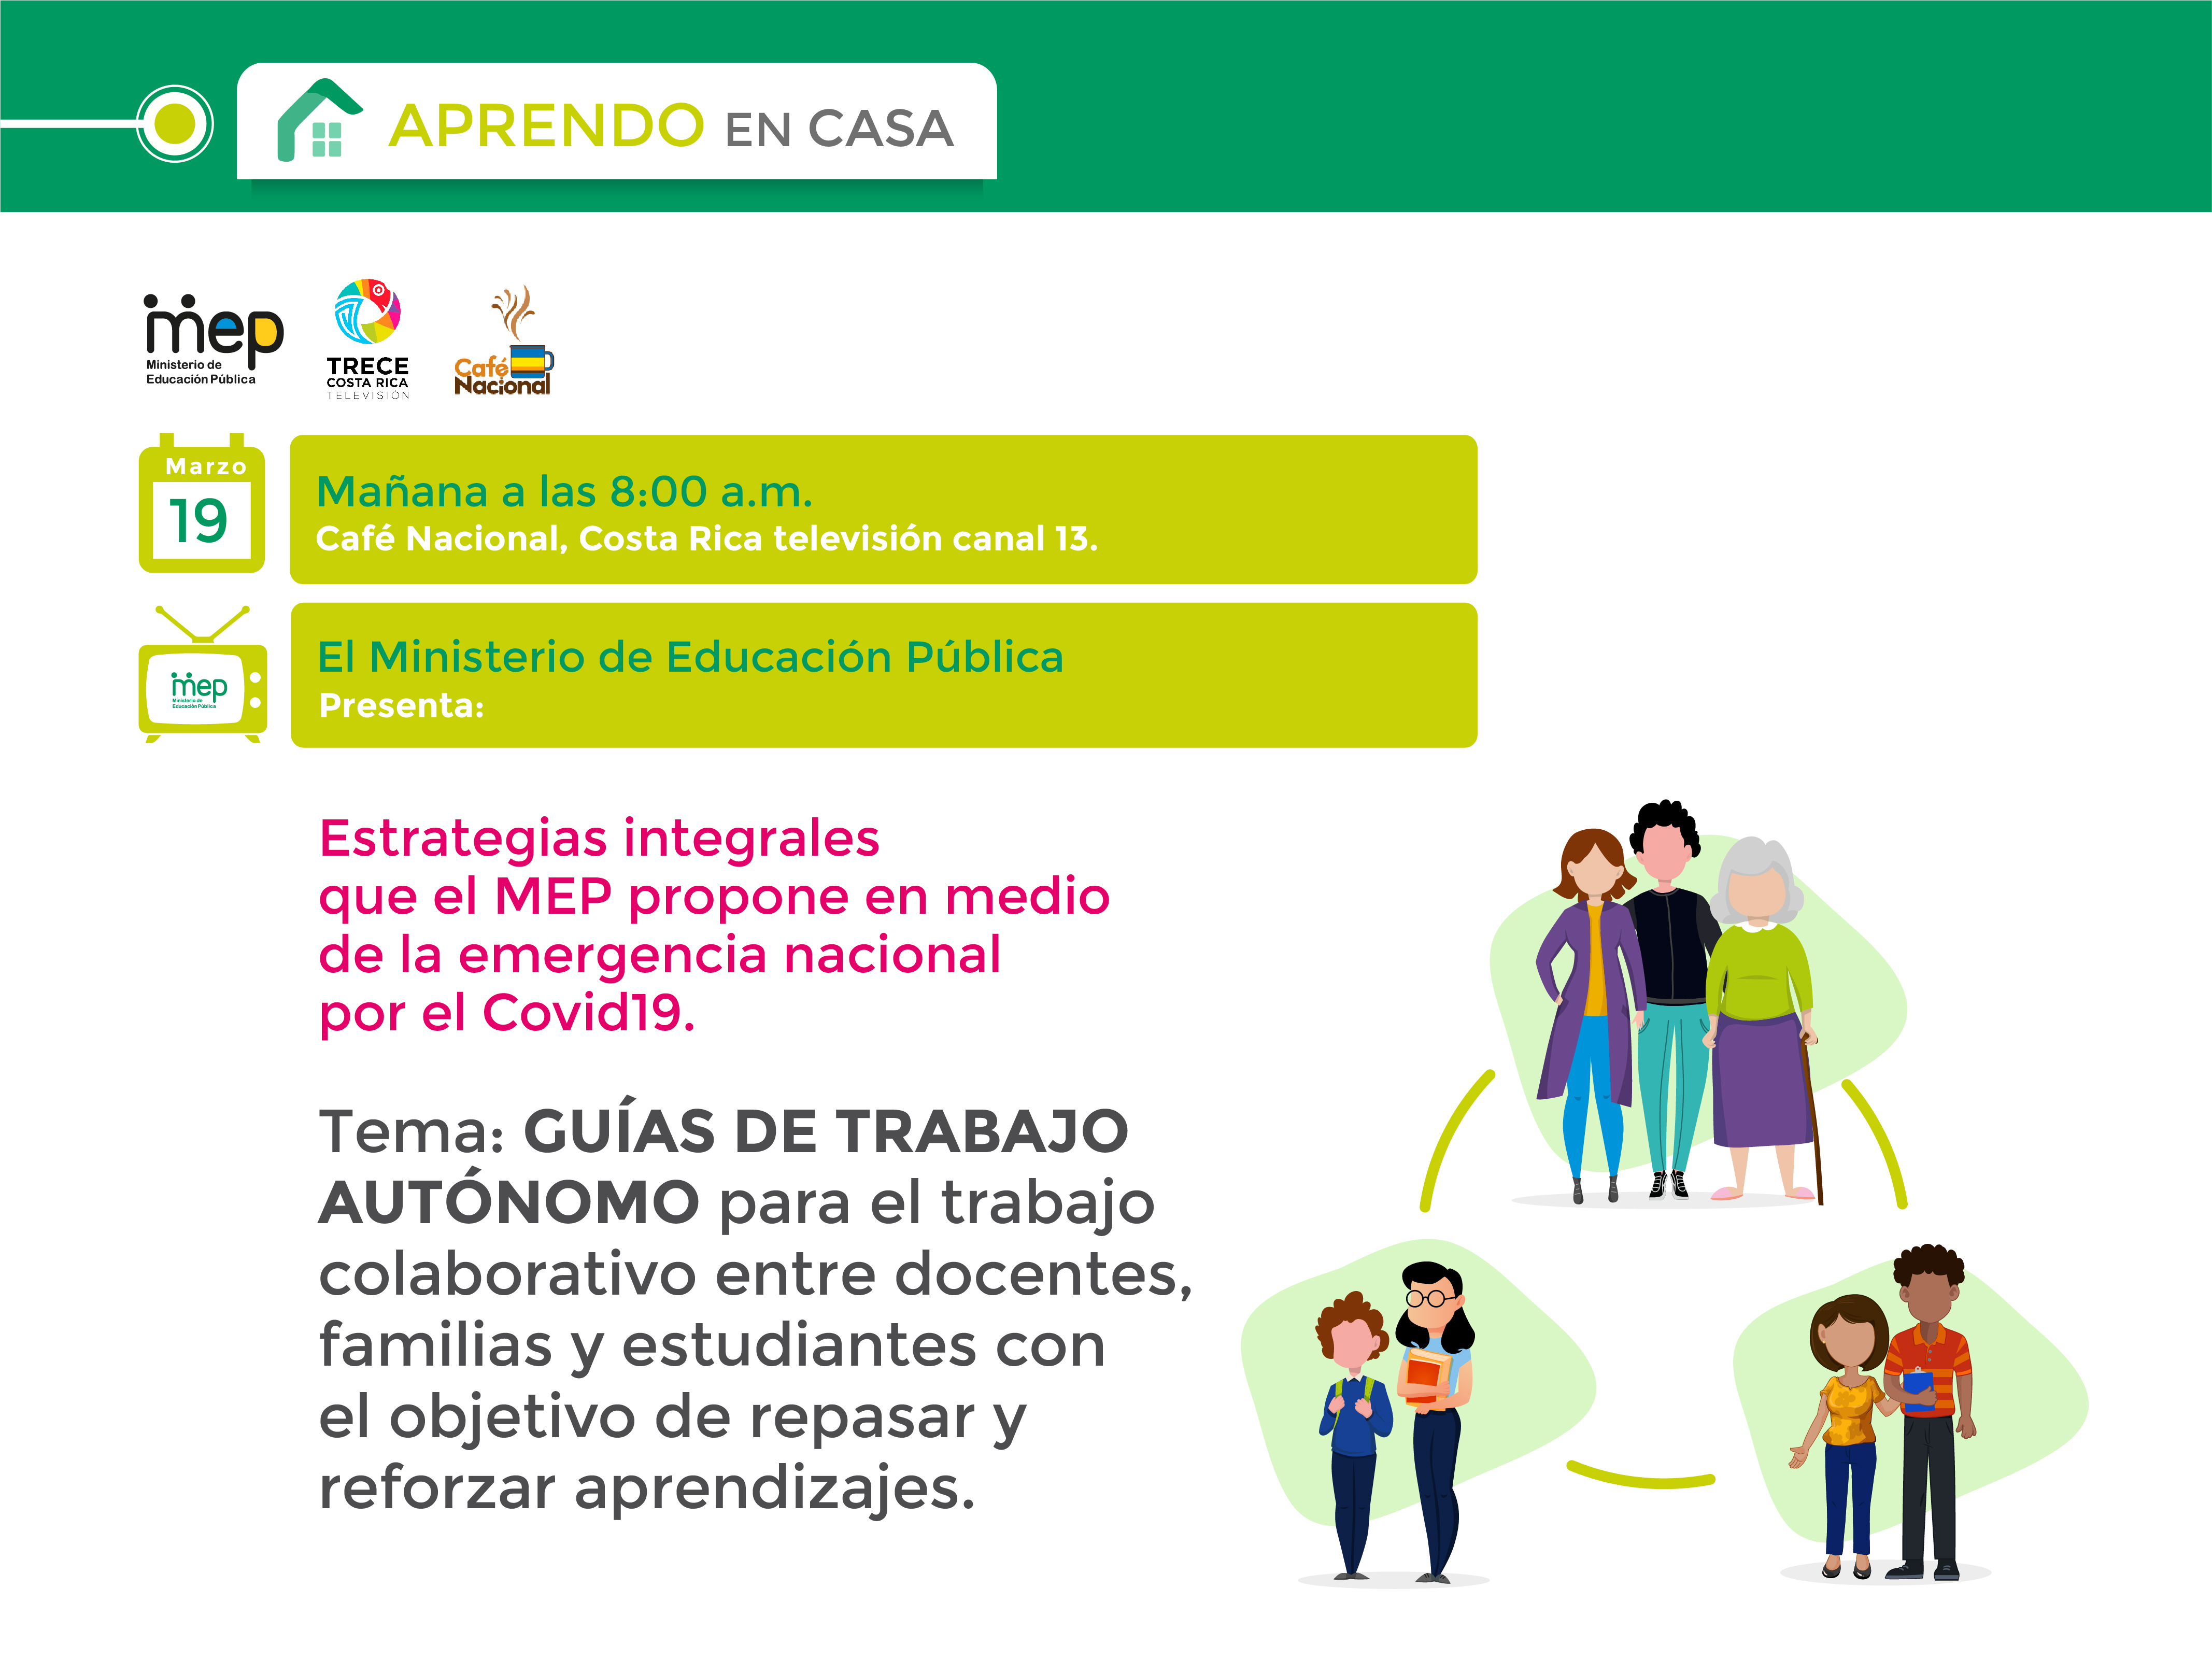 APRENDO EN CASA
mep
Ministerio de
Educación Pública
TRECE
COSTA RICA
TELEVISIÓN
Café
Nacional
Marzo
19
Mañana a las 8:00 a.m.
Café Nacional, Costa Rica televisión canal 13.
mep
Ministerio de
Educación Pública
El Ministerio de Educación Pública
Presenta:
Estrategias integrales
que el MEP propone en medio
de la emergencia nacional
por el Covid19.
Tema: GUÍAS DE TRABAJO
AUTÓNOMO para el trabajo
colaborativo entre docentes,
familias y estudiantes con
el objetivo de repasar y
reforzar aprendizajes.